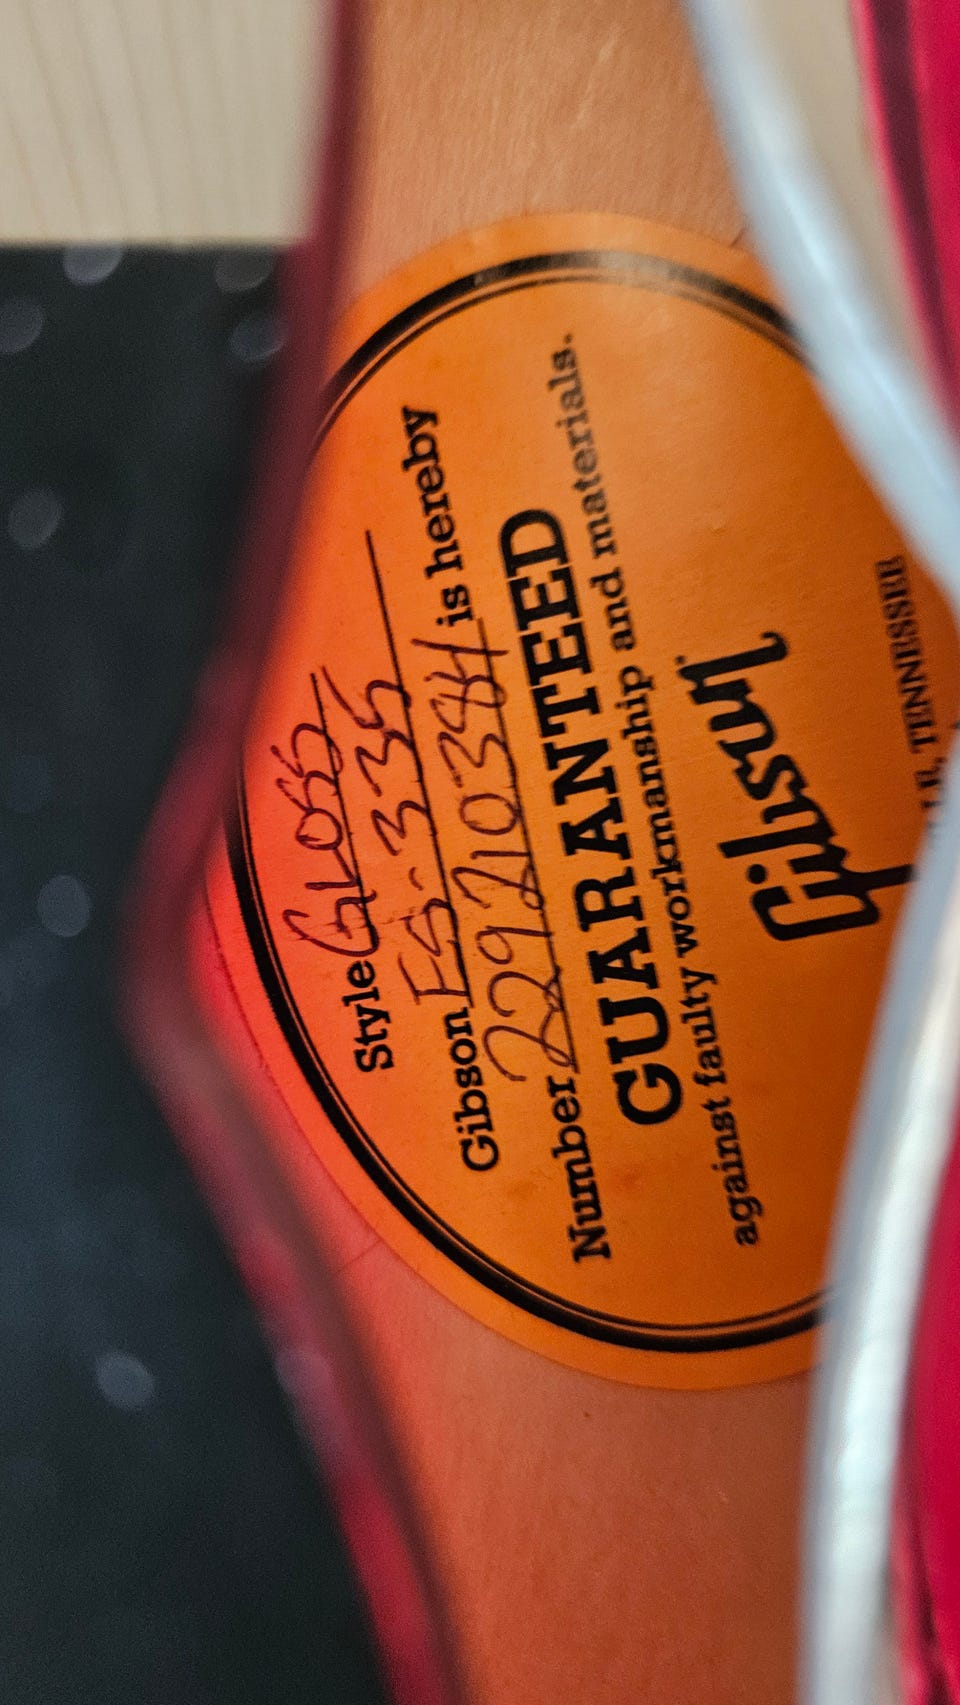 Style GLOSS
Gibson ES-335 is hereby
Number 229210384
GUARANTEED
against faulty workmanship and materials.
Gibson
TENNESSEE